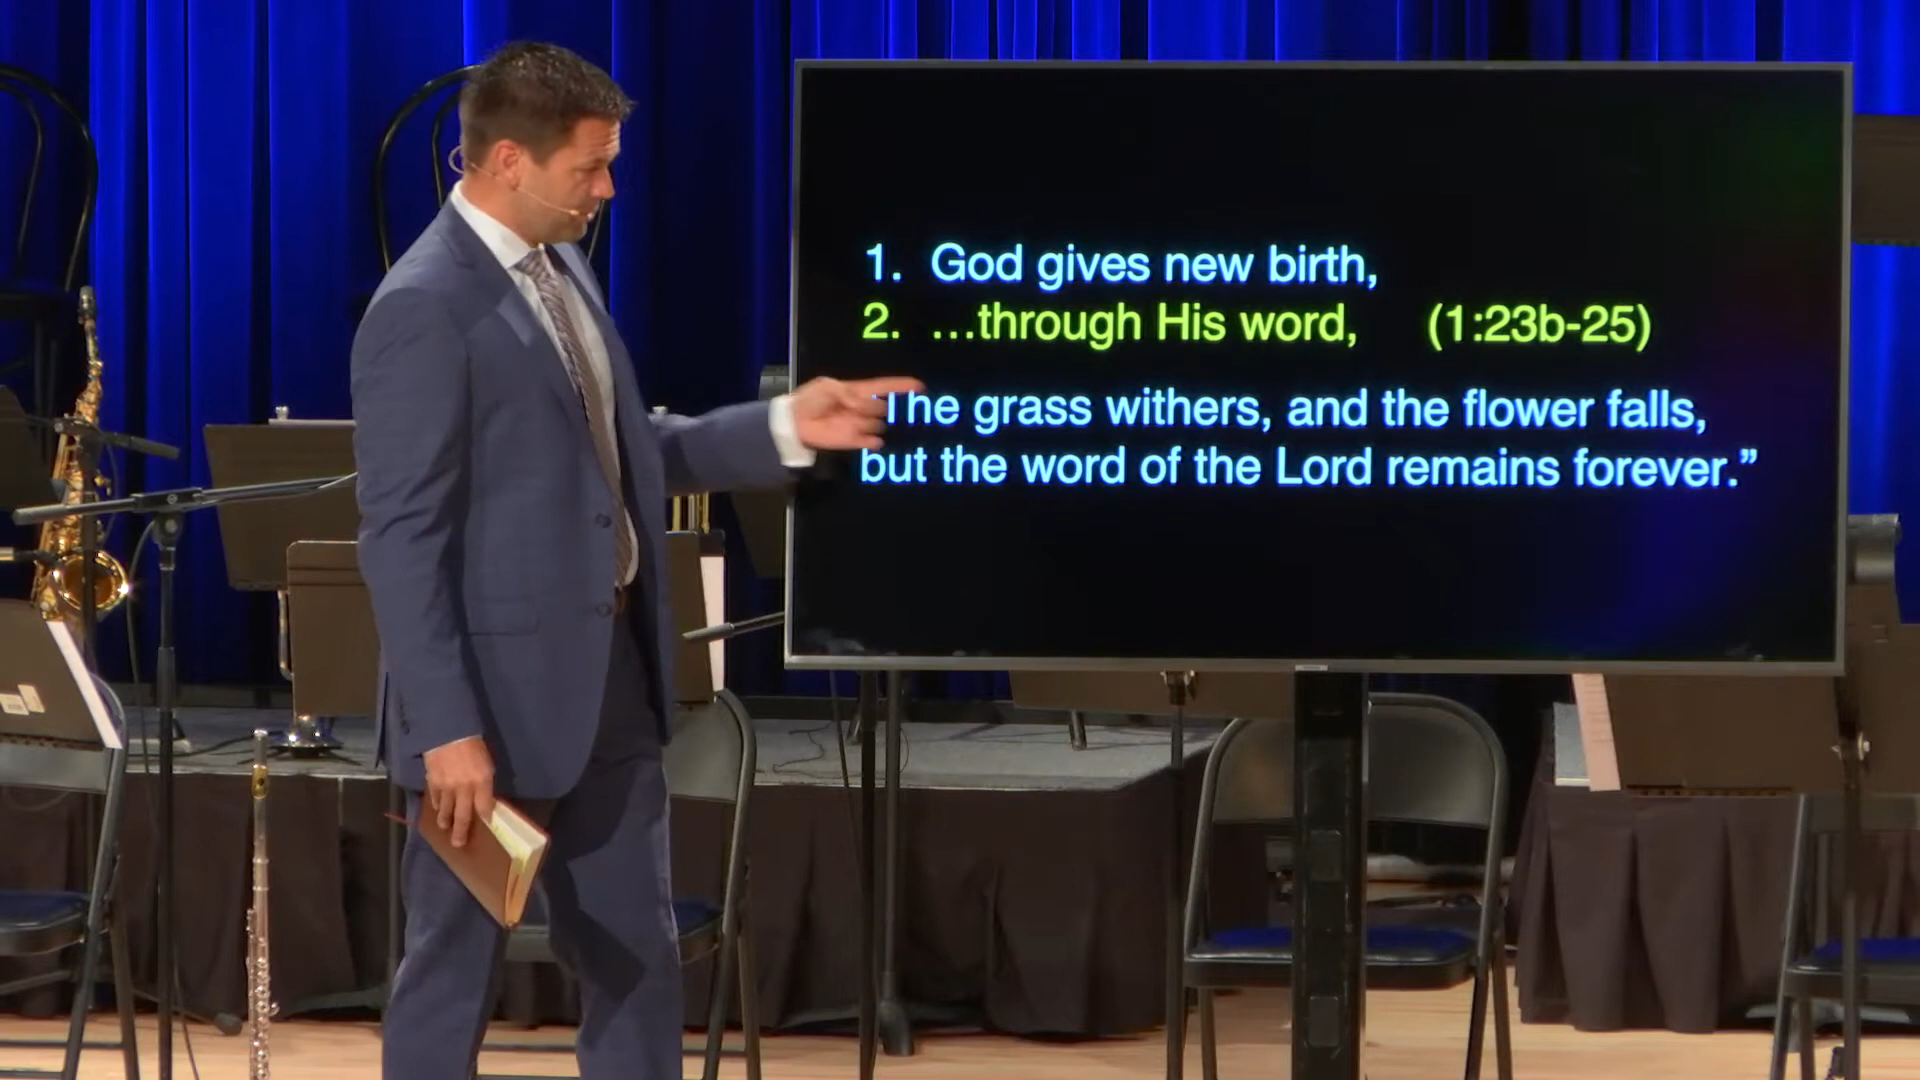 1. God gives new birth,
2. …through His word, (1:23b-25)
"The grass withers, and the flower falls,
but the word of the Lord remains forever.”